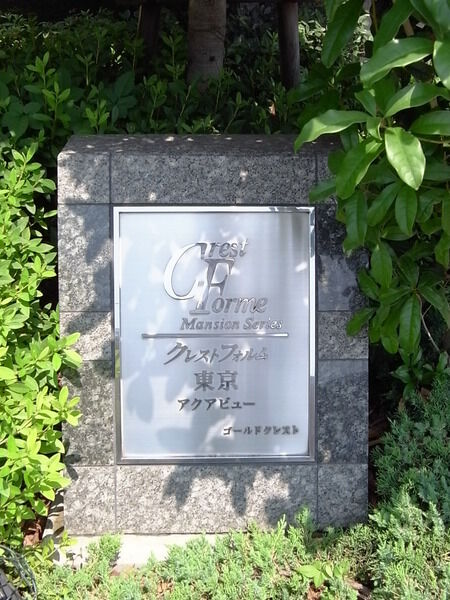 Crest
Forme
Mansion Series
クレストフォルム
東京
アクアビュー
ゴールドクレスト